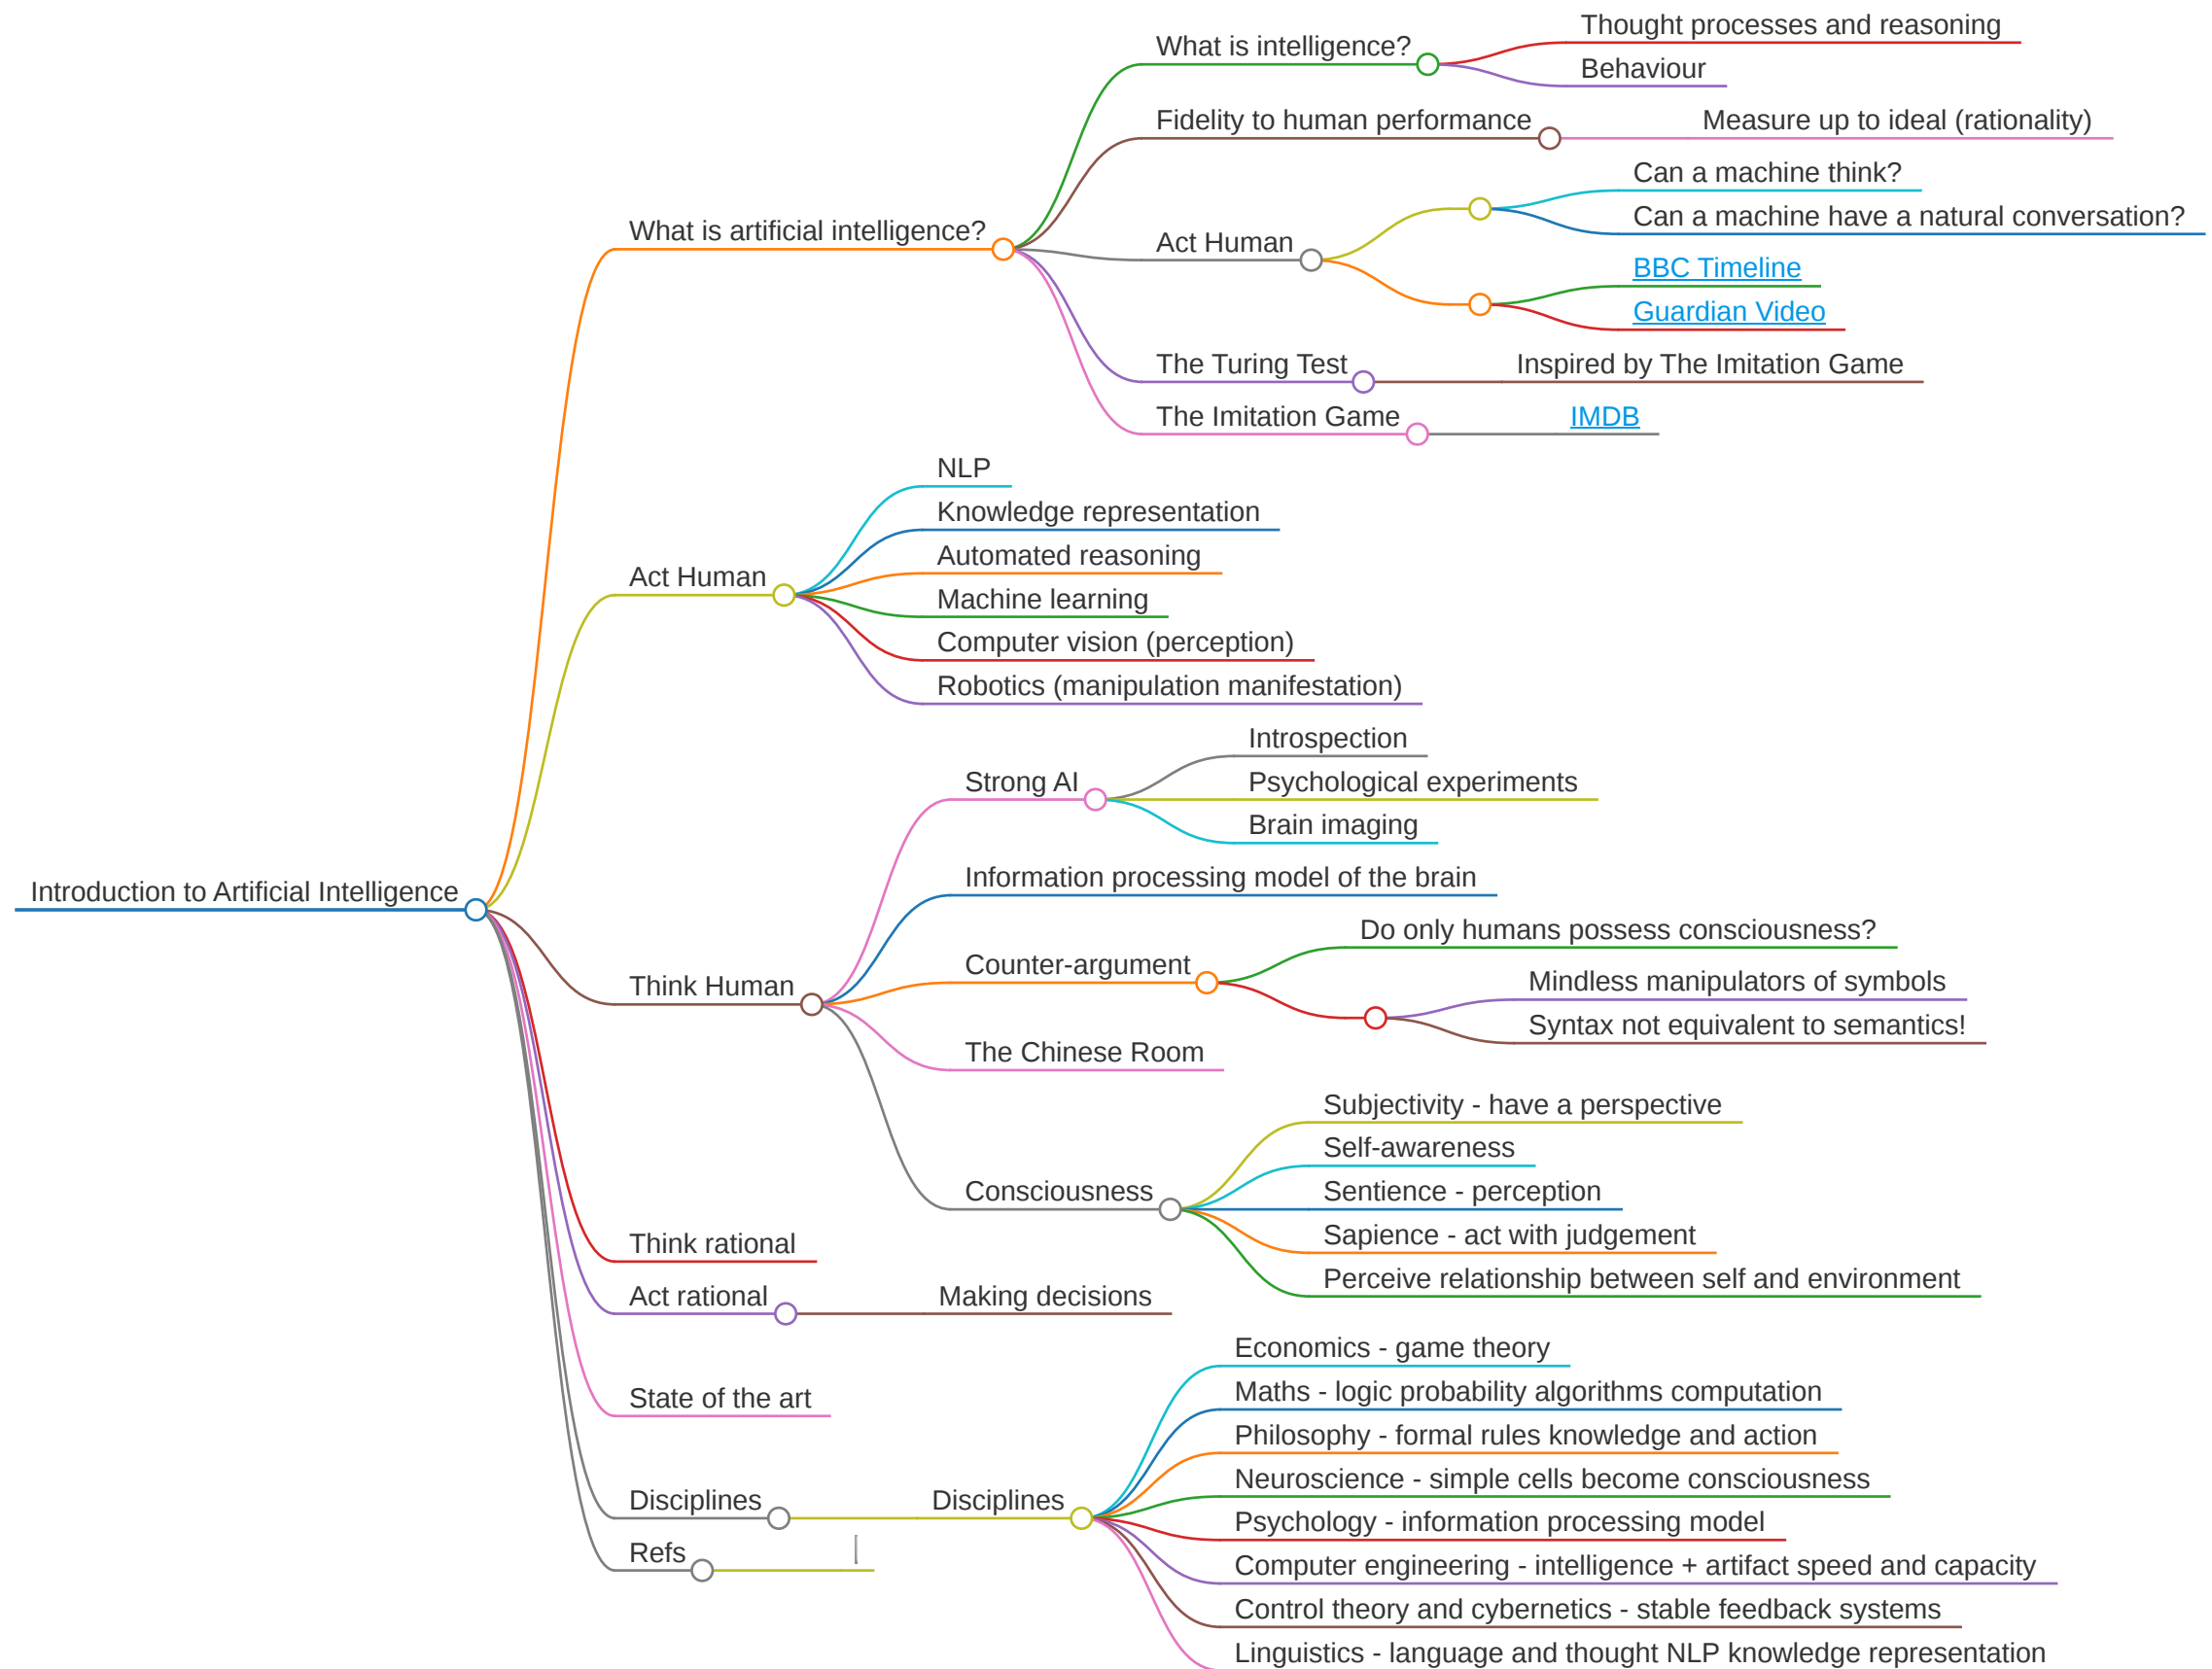 Introduction to Artificial Intelligence
What is artificial intelligence?
What is intelligence?
Thought processes and reasoning
Behaviour
Fidelity to human performance
Measure up to ideal (rationality)
Act Human
Can a machine think?
Can a machine have a natural conversation?
BBC Timeline
Guardian Video
The Turing Test
Inspired by The Imitation Game
The Imitation Game
IMDB
Act Human
NLP
Knowledge representation
Automated reasoning
Machine learning
Computer vision (perception)
Robotics (manipulation manifestation)
Think Human
Strong AI
Introspection
Psychological experiments
Brain imaging
Information processing model of the brain
Counter-argument
Do only humans possess consciousness?
Mindless manipulators of symbols
Syntax not equivalent to semantics!
The Chinese Room
Consciousness
Subjectivity - have a perspective
Self-awareness
Sentience - perception
Sapience - act with judgement
Perceive relationship between self and environment
Think rational
Act rational
Making decisions
State of the art
Disciplines
Disciplines
Economics - game theory
Maths - logic probability algorithms computation
Philosophy - formal rules knowledge and action
Neuroscience - simple cells become consciousness
Psychology - information processing model
Computer engineering - intelligence + artifact speed and capacity
Control theory and cybernetics - stable feedback systems
Linguistics - language and thought NLP knowledge representation
Refs